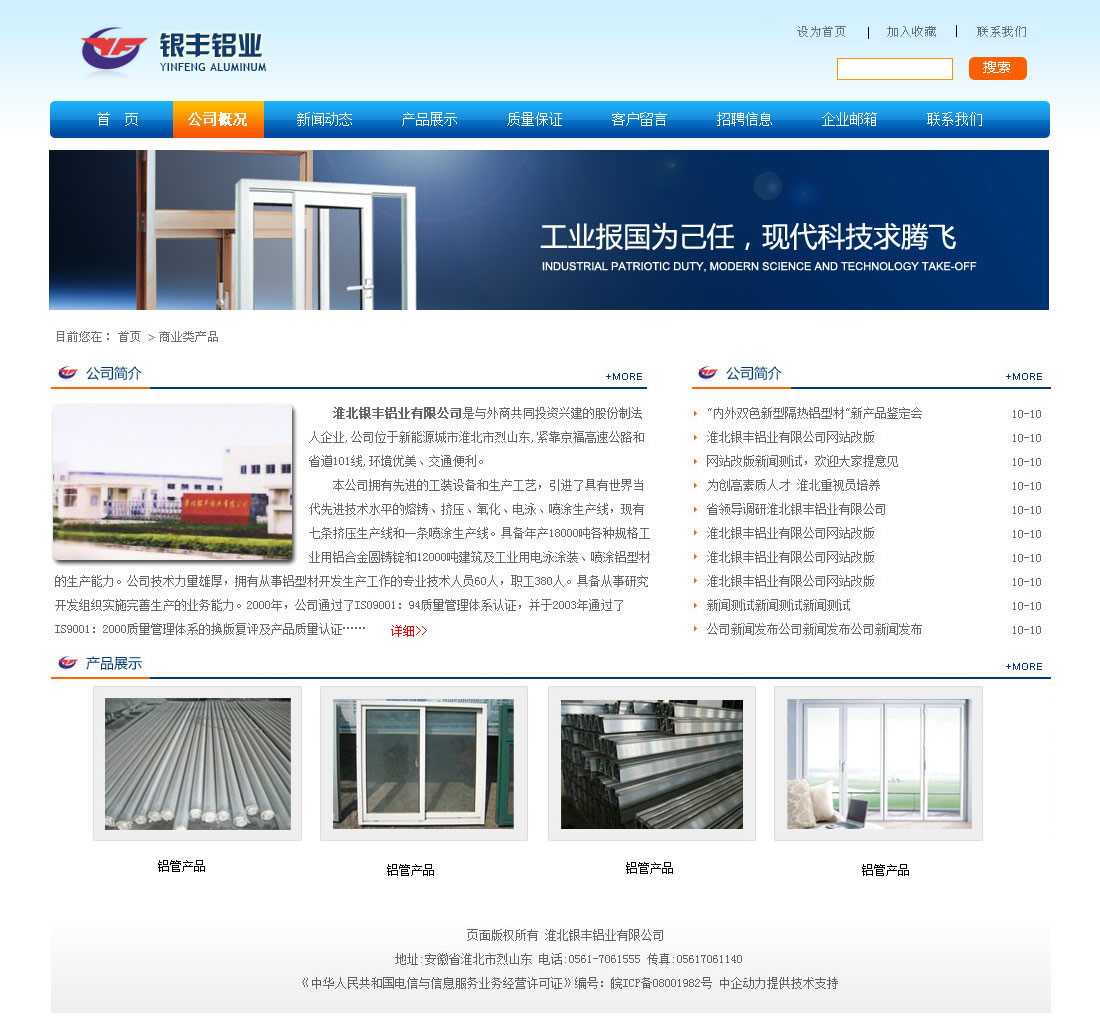 银丰铝业
YINFENG ALUMINUM
设为首页 | 加入收藏 | 联系我们
搜索
首 页 公司概况 新闻动态 产品展示 质量保证 客户留言 招聘信息 企业邮箱 联系我们
工业报国为己任，现代科技求腾飞
INDUSTRIAL PATRIOTIC DUTY, MODERN SCIENCE AND TECHNOLOGY TAKE-OFF
目前您在： 首页 > 商业类产品
公司简介 +MORE
淮北银丰铝业有限公司是与外商共同投资兴建的股份制法
人企业,公司位于新能源城市淮北市烈山东,紧靠京福高速公路和
省道101线,环境优美、交通便利。
本公司拥有先进的工装设备和生产工艺，引进了具有世界当
代先进技术水平的熔铸、挤压、氧化、电泳、喷涂生产线，现有
七条挤压生产线和一条喷涂生产线。具备年产18000吨各种规格工
业用铝合金圆铸锭和12000吨建筑及工业用电泳涂装、喷涂铝型材
的生产能力。公司技术力量雄厚，拥有从事铝型材开发生产工作的专业技术人员60人，职工380人。具备从事研究
开发组织实施完善生产的业务能力。2000年，公司通过了ISO9001：94质量管理体系认证，并于2003年通过了
IS9001：2000质量管理体系的换版复评及产品质量认证…… 详细>>
公司简介 +MORE
“内外双色新型隔热铝型材”新产品鉴定会 10-10
淮北银丰铝业有限公司网站改版 10-10
网站改版新闻测试，欢迎大家提意见 10-10
为创高素质人才 淮北重视员培养 10-10
省领导调研淮北银丰铝业有限公司 10-10
淮北银丰铝业有限公司网站改版 10-10
淮北银丰铝业有限公司网站改版 10-10
淮北银丰铝业有限公司网站改版 10-10
新闻测试新闻测试新闻测试 10-10
公司新闻发布公司新闻发布公司新闻发布 10-10
产品展示 +MORE
铝管产品 铝管产品 铝管产品 铝管产品
页面版权所有 淮北银丰铝业有限公司
地址:安徽省淮北市烈山东 电话:0561-7061555 传真:05617061140
《中华人民共和国电信与信息服务业务经营许可证》编号：皖ICP备08001982号 中企动力提供技术支持